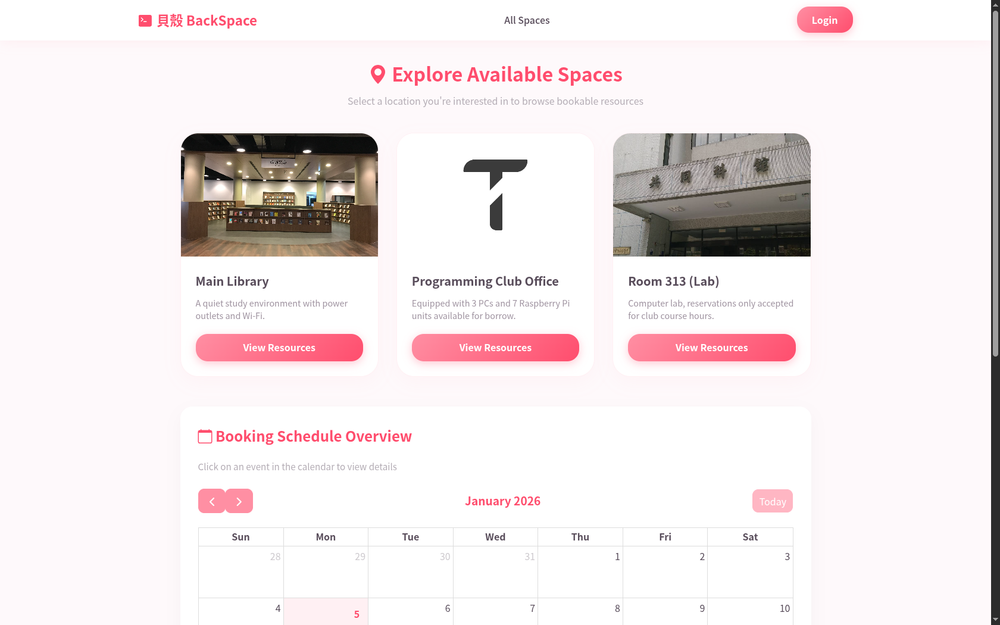 貝殼 BackSpace
All Spaces
Login
Explore Available Spaces
Select a location you're interested in to browse bookable resources
共同科館
Main Library
A quiet study environment with power
outlets and Wi-Fi.
View Resources
Programming Club Office
Equipped with 3 PCs and 7 Raspberry Pi
units available for borrow.
View Resources
Room 313 (Lab)
Computer lab, reservations only accepted
for club course hours.
View Resources
Booking Schedule Overview
Click on an event in the calendar to view details
January 2026
Today
Sun Mon Tue Wed Thu Fri Sat
28 29 30 31 1 2 3
4 5 6 7 8 9 10